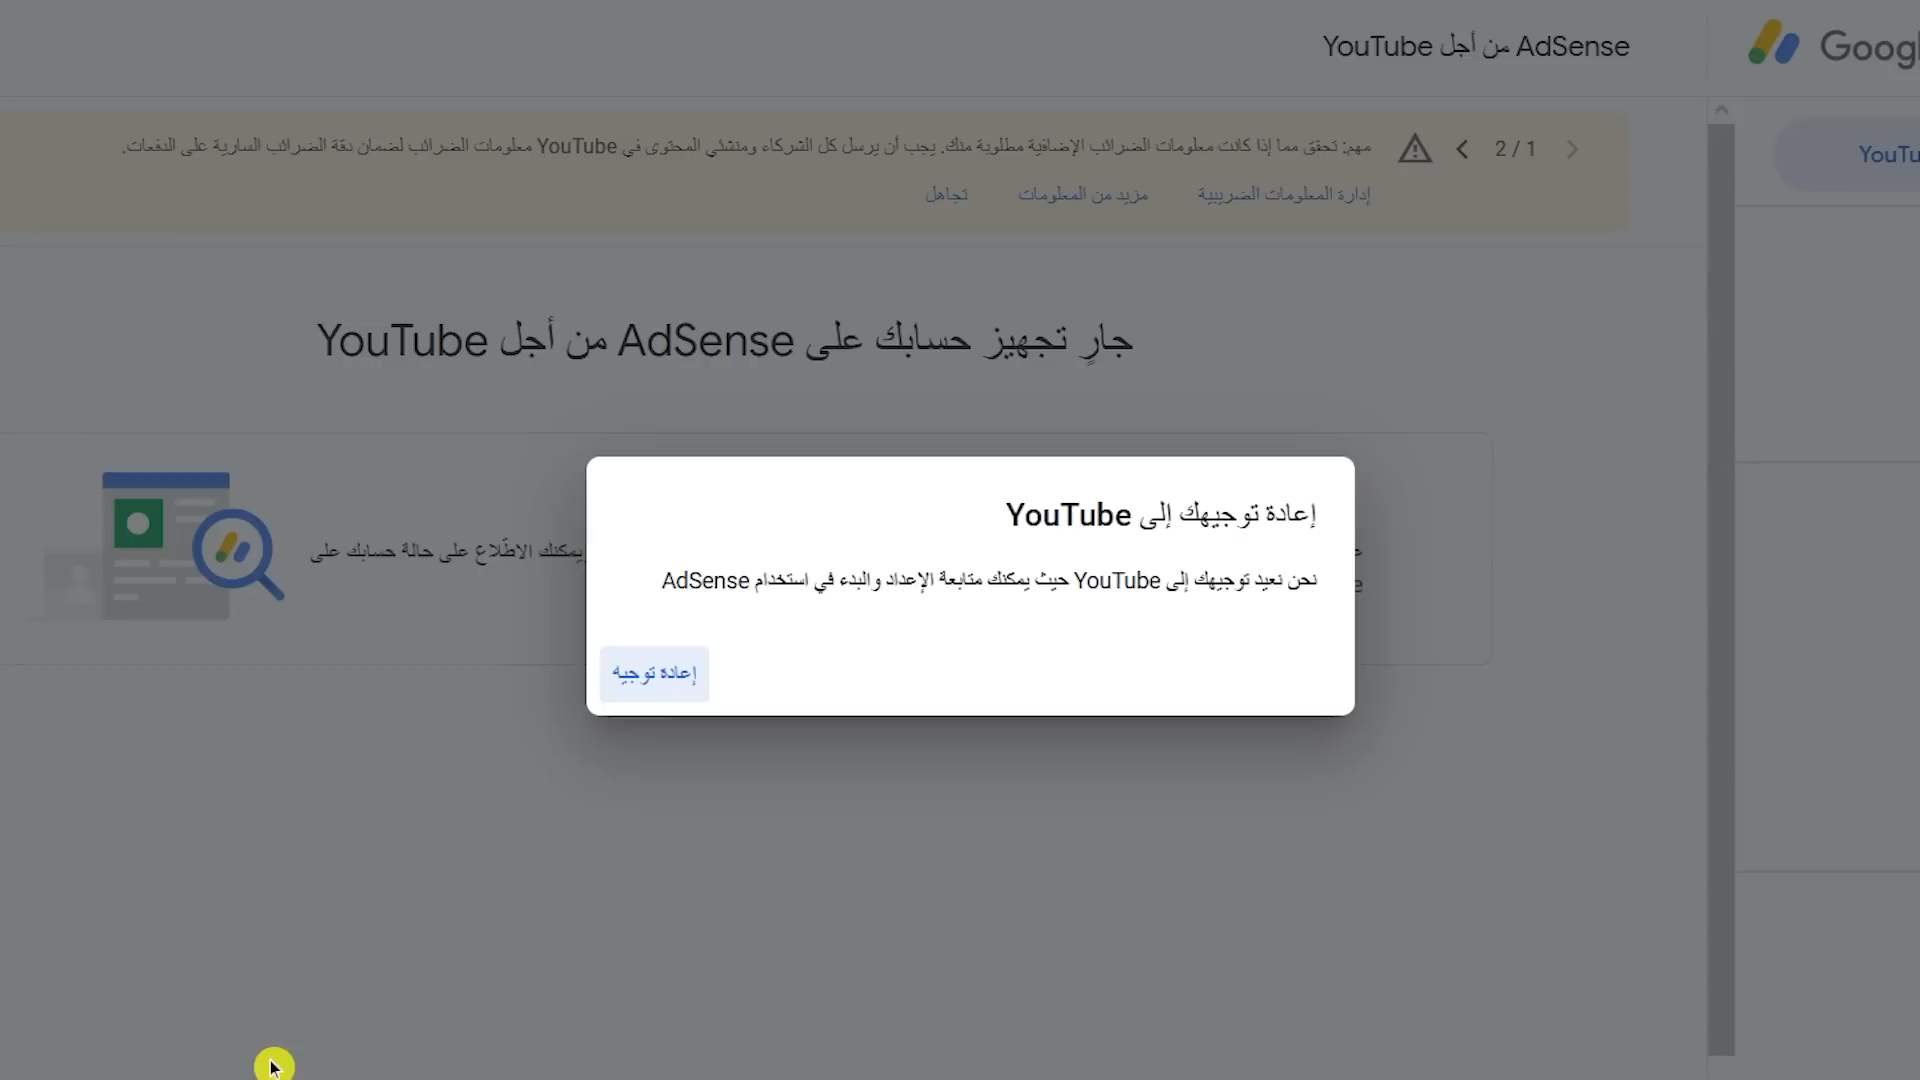 AdSense من أجل YouTube
مهم: تحقق مما إذا كانت معلومات الضرائب الإضافية مطلوبة منك. يجب أن يرسل كل الشركاء ومنشئي المحتوى في YouTube معلومات الضرائب لضمان دقة الضرائب السارية على الدفعات.
2 / 1
إدارة المعلومات الضريبية
مزيد من المعلومات
تجاهل
جارٍ تجهيز حسابك على AdSense من أجل YouTube
يمكنك الاطّلاع على حالة حسابك على
إعادة توجيهك إلى YouTube
نحن نعيد توجيهك إلى YouTube حيث يمكنك متابعة الإعداد والبدء في استخدام AdSense
إعادة توجيه